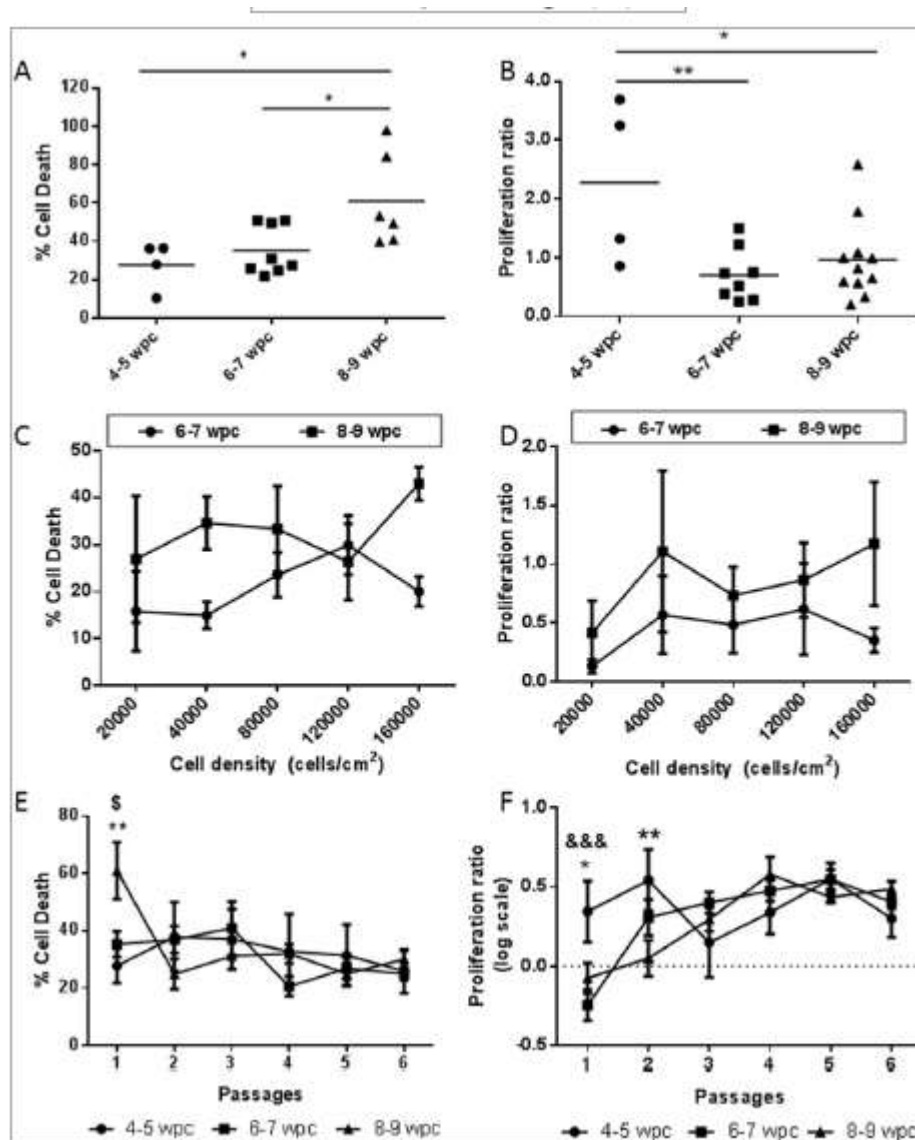 A
*
*
120
100
80
60
40
20
0
% Cell Death
4-5 wpc
6-7 wpc
8-9 wpc
B
*
**
4.0
3.0
2.0
1.0
0.0
Proliferation ratio
4-5 wpc
6-7 wpc
8-9 wpc
C
6-7 wpc
8-9 wpc
50
40
30
20
10
0
% Cell Death
20000
40000
80000
120000
160000
Cell density (cells/cm²)
D
6-7 wpc
8-9 wpc
2.0
1.5
1.0
0.5
0.0
Proliferation ratio
20000
40000
80000
120000
160000
Cell density (cells/cm²)
E
$
**
80
60
40
20
0
% Cell Death
1 2 3 4 5 6
Passages
4-5 wpc 6-7 wpc 8-9 wpc
F
&&&
*
**
1.0
0.5
0.0
-0.5
Proliferation ratio
(log scale)
1 2 3 4 5 6
Passages
4-5 wpc 6-7 wpc 8-9 wpc